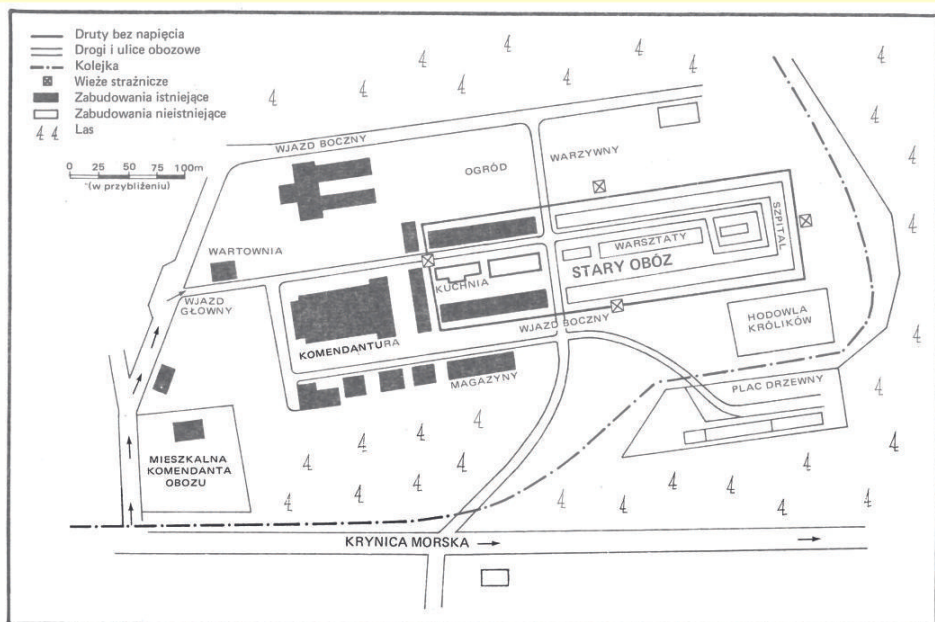 Druty bez napięcia
Drogi i ulice obozowe
Kolejka
Wieże strażnicze
Zabudowania istniejące
Zabudowania nieistniejące
Las
0 25 50 75 100m
(w przybliżeniu)
WJAZD BOCZNY
OGRÓD
WARZYWNY
WARTOWNIA
WJAZD
GŁOWNY
KUCHNIA
WARSZTATY
SZPITAL
STARY OBÓZ
WJAZD BOCZNY
KOMENDANTURA
MAGAZYNY
HODOWLA
KRÓLIKÓW
PLAC DRZEWNY
MIESZKALNA
KOMENDANTA
OBOZU
KRYNICA MORSKA